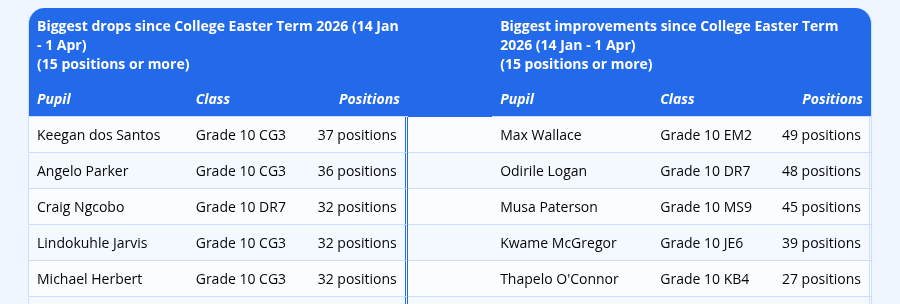 Biggest drops since College Easter Term 2026 (14 Jan
- 1 Apr)
(15 positions or more)
Pupil Class Positions
Keegan dos Santos Grade 10 CG3 37 positions
Angelo Parker Grade 10 CG3 36 positions
Craig Ngcobo Grade 10 DR7 32 positions
Lindokuhle Jarvis Grade 10 CG3 32 positions
Michael Herbert Grade 10 CG3 32 positions
Biggest improvements since College Easter Term
2026 (14 Jan - 1 Apr)
(15 positions or more)
Pupil Class Positions
Max Wallace Grade 10 EM2 49 positions
Odirile Logan Grade 10 DR7 48 positions
Musa Paterson Grade 10 MS9 45 positions
Kwame McGregor Grade 10 JE6 39 positions
Thapelo O'Connor Grade 10 KB4 27 positions